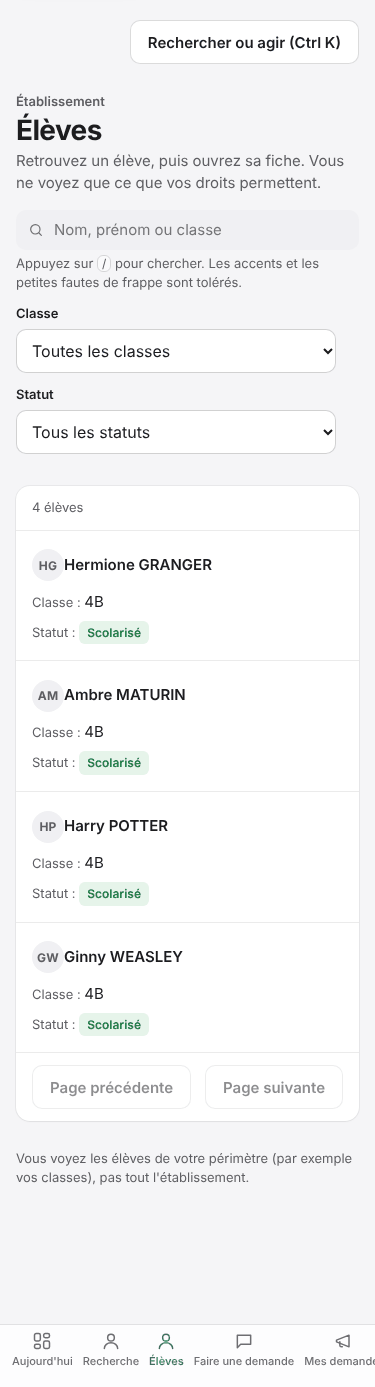 Rechercher ou agir (Ctrl K)
Établissement
Élèves
Retrouvez un élève, puis ouvrez sa fiche. Vous
ne voyez que ce que vos droits permettent.
Nom, prénom ou classe
Appuyez sur / pour chercher. Les accents et les
petites fautes de frappe sont tolérés.
Classe
Toutes les classes
Statut
Tous les statuts
4 élèves
HG Hermione GRANGER
Classe : 4B
Statut : Scolarisé
AM Ambre MATURIN
Classe : 4B
Statut : Scolarisé
HP Harry POTTER
Classe : 4B
Statut : Scolarisé
GW Ginny WEASLEY
Classe : 4B
Statut : Scolarisé
Page précédente Page suivante
Vous voyez les élèves de votre périmètre (par exemple
vos classes), pas tout l'établissement.
Aujourd'hui Recherche Élèves Faire une demande Mes demande